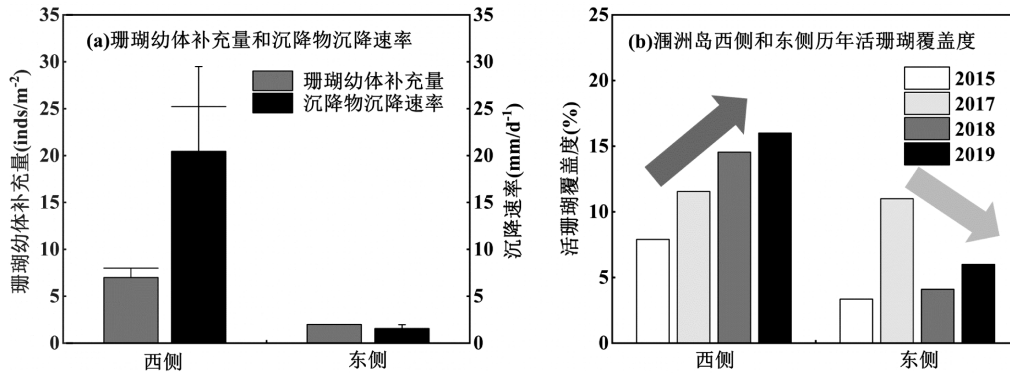 (a)珊瑚幼体补充量和沉降物沉降速率
珊瑚幼体补充量
沉降物沉降速率
珊瑚幼体补充量(inds/m⁻²)
35
30
25
20
15
10
5
0
沉降速率(mm/d⁻¹)
35
30
25
20
15
10
5
0
西侧
东侧
(b)涠洲岛西侧和东侧历年活珊瑚覆盖度
2015
2017
2018
2019
活珊瑚覆盖度(%)
25
20
15
10
5
0
西侧
东侧